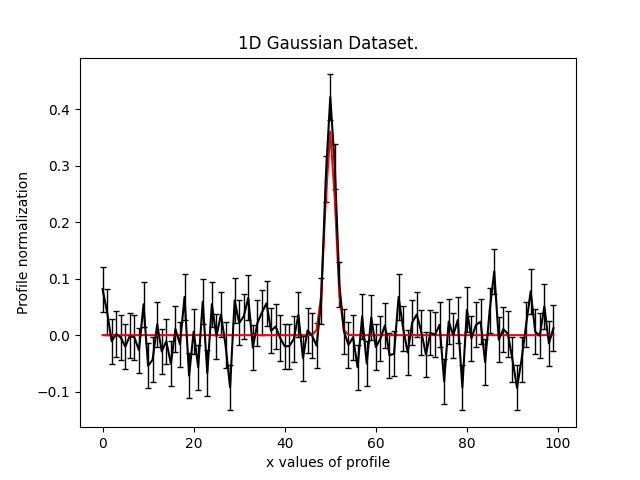 1D Gaussian Dataset.
Profile normalization
0.4
0.3
0.2
0.1
0.0
−0.1
0 20 40 60 80 100
x values of profile